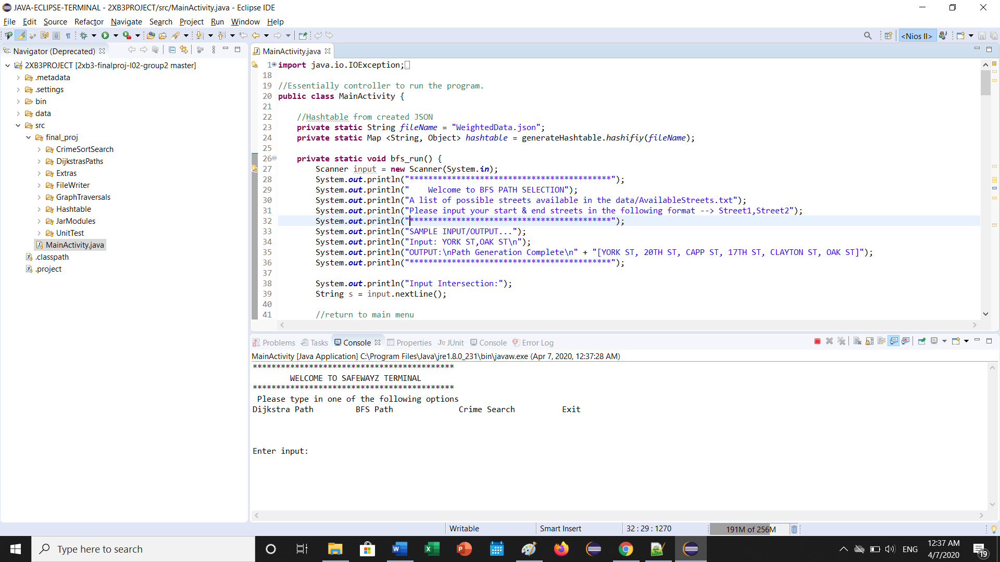 JAVA-ECLIPSE-TERMINAL - 2XB3PROJECT/src/MainActivity.java - Eclipse IDE
File Edit Source Refactor Navigate Search Project Run Window Help
<Nios II>
Navigator (Deprecated)
2XB3PROJECT [2xb3-finalproj-l02-group2 master]
.metadata
.settings
bin
data
src
final_proj
CrimeSortSearch
DijkstrasPaths
Extras
FileWriter
GraphTraversals
Hashtable
JarModules
UnitTest
MainActivity.java
.classpath
.project
MainActivity.java
1 import java.io.IOException;
18
19 //Essentially controller to run the program.
20 public class MainActivity {
21
22 //Hashtable from created JSON
23 private static String fileName = "WeightedData.json";
24 private static Map <String, Object> hashtable = generateHashtable.hashifiy(fileName);
25
26 private static void bfs_run() {
27 Scanner input = new Scanner(System.in);
28 System.out.println("*******************************************");
29 System.out.println("    Welcome to BFS PATH SELECTION");
30 System.out.println("A list of possible streets available in the data/AvailableStreets.txt");
31 System.out.println("Please input your start & end streets in the following format --> Street1,Street2");
32 System.out.println("*******************************************");
33 System.out.println("SAMPLE INPUT/OUTPUT...");
34 System.out.println("Input: YORK ST,OAK ST\n");
35 System.out.println("OUTPUT:\nPath Generation Complete\n" + "[YORK ST, 20TH ST, CAPP ST, 17TH ST, CLAYTON ST, OAK ST]");
36 System.out.println("*******************************************");
37
38 System.out.println("Input Intersection:");
39 String s = input.nextLine();
40
41 //return to main menu
Problems Tasks Console Properties JUnit Console Error Log
MainActivity [Java Application] C:\Program Files\Java\jre1.8.0_231\bin\javaw.exe (Apr 7, 2020, 12:37:28 AM)
*******************************************
WELCOME TO SAFEWAYZ TERMINAL
*******************************************
Please type in one of the following options
Dijkstra Path BFS Path Crime Search Exit
Enter input:
Writable Smart Insert 32 : 29 : 1270 191M of 256M
Type here to search
ENG
12:37 AM
4/7/2020
19